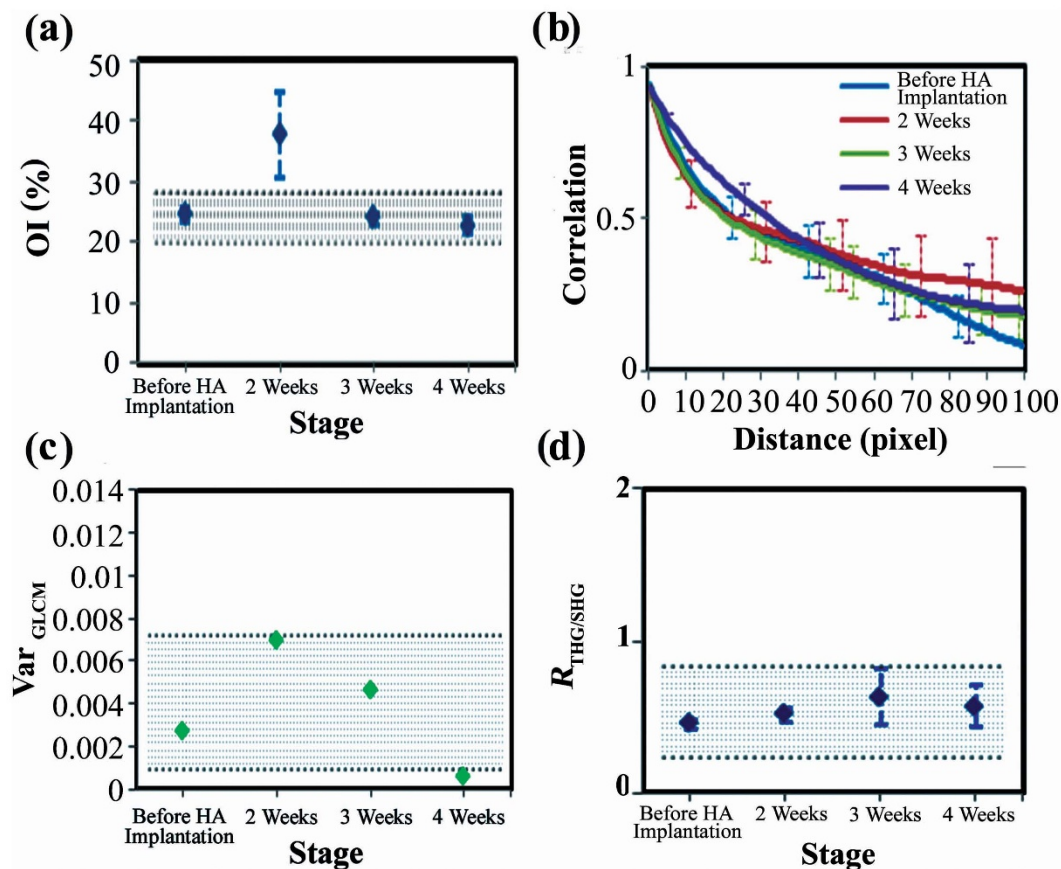 (a)
50
40
30
20
10
0
OI (%)
Before HA
Implantation
2 Weeks
3 Weeks
4 Weeks
Stage
(b)
1
0.5
0
Correlation
Before HA
Implantation
2 Weeks
3 Weeks
4 Weeks
0 10 20 30 40 50 60 70 80 90 100
Distance (pixel)
(c)
0.014
0.012
0.01
0.008
0.006
0.004
0.002
0
Var GLCM
Before HA
Implantation
2 Weeks
3 Weeks
4 Weeks
Stage
(d)
2
1
0
R THG/SHG
Before HA
Implantation
2 Weeks
3 Weeks
4 Weeks
Stage